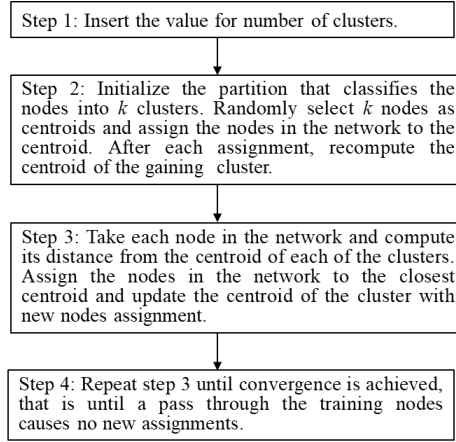 Step 1: Insert the value for number of clusters.
Step 2: Initialize the partition that classifies the
nodes into k clusters. Randomly select k nodes as
centroids and assign the nodes in the network to the
centroid. After each assignment, recompute the
centroid of the gaining cluster.
Step 3: Take each node in the network and compute
its distance from the centroid of each of the clusters.
Assign the nodes in the network to the closest
centroid and update the centroid of the cluster with
new nodes assignment.
Step 4: Repeat step 3 until convergence is achieved,
that is until a pass through the training nodes
causes no new assignments.